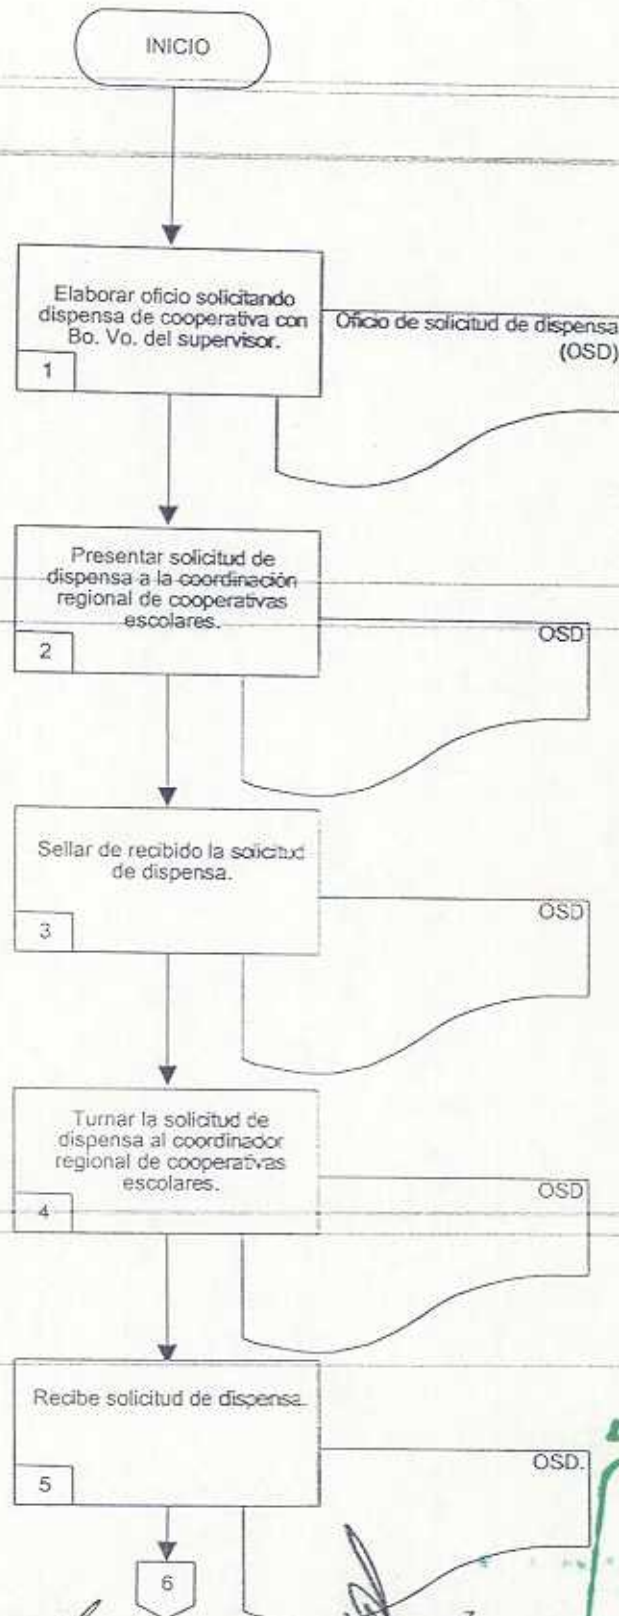 INICIO
Elaborar oficio solicitando
dispensa de cooperativa con
Bo. Vo. del supervisor.
1
Oficio de solicitud de dispensa
(OSD)
Presentar solicitud de
dispensa a la coordinación
regional de cooperativas
escolares.
2
OSD
Sellar de recibido la solicitud
de dispensa.
3
OSD
Turnar la solicitud de
dispensa al coordinador
regional de cooperativas
escolares.
4
OSD
Recibe solicitud de dispensa.
5
OSD.
6